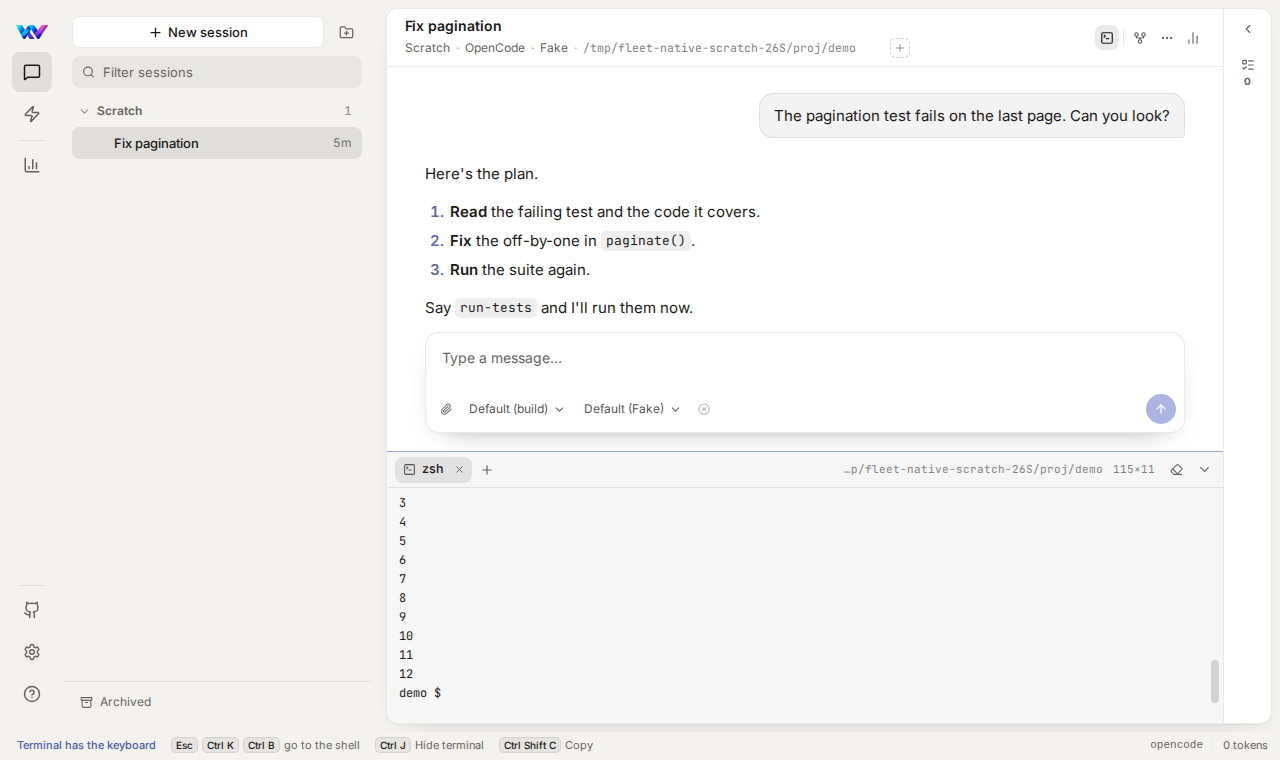 New session
Filter sessions
Scratch 1
Fix pagination 5m
Archived
Fix pagination
Scratch · OpenCode · Fake · /tmp/fleet-native-scratch-26S/proj/demo
0
The pagination test fails on the last page. Can you look?
Here's the plan.
1. Read the failing test and the code it covers.
2. Fix the off-by-one in paginate().
3. Run the suite again.
Say run-tests and I'll run them now.
Type a message...
Default (build) Default (Fake)
zsh …p/fleet-native-scratch-26S/proj/demo 115×11
3
4
5
6
7
8
9
10
11
12
demo $
Terminal has the keyboard Esc Ctrl K Ctrl B go to the shell Ctrl J Hide terminal Ctrl Shift C Copy opencode 0 tokens